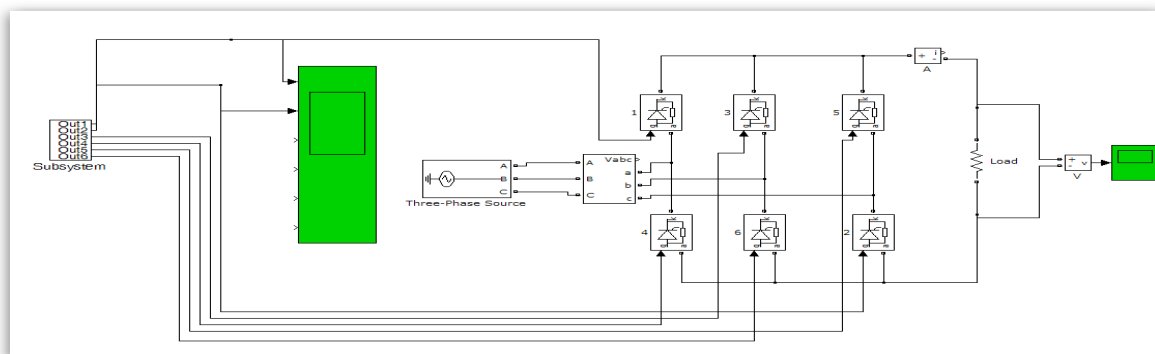 Out1
Out2
Out3
Out4
Out5
Out6
Subsystem
A
B
C
Three-Phase Source
A
B
C
Vabc
a
b
c
1
3
5
4
6
2
+
i
-
A
Load
+
-
v
V